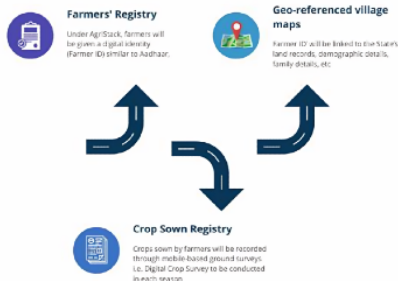 Farmers' Registry
Under AgriStack, farmers will
be given a digital identity
(Farmer ID) similar to Aadhaar.
Geo-referenced village
maps
Farmer ID' will be linked to the State's
land records, demographic details,
family details, etc
Crop Sown Registry
Crops sown by farmers will be recorded
through mobile-based ground surveys
i.e. Digital Crop Survey to be conducted
in each season